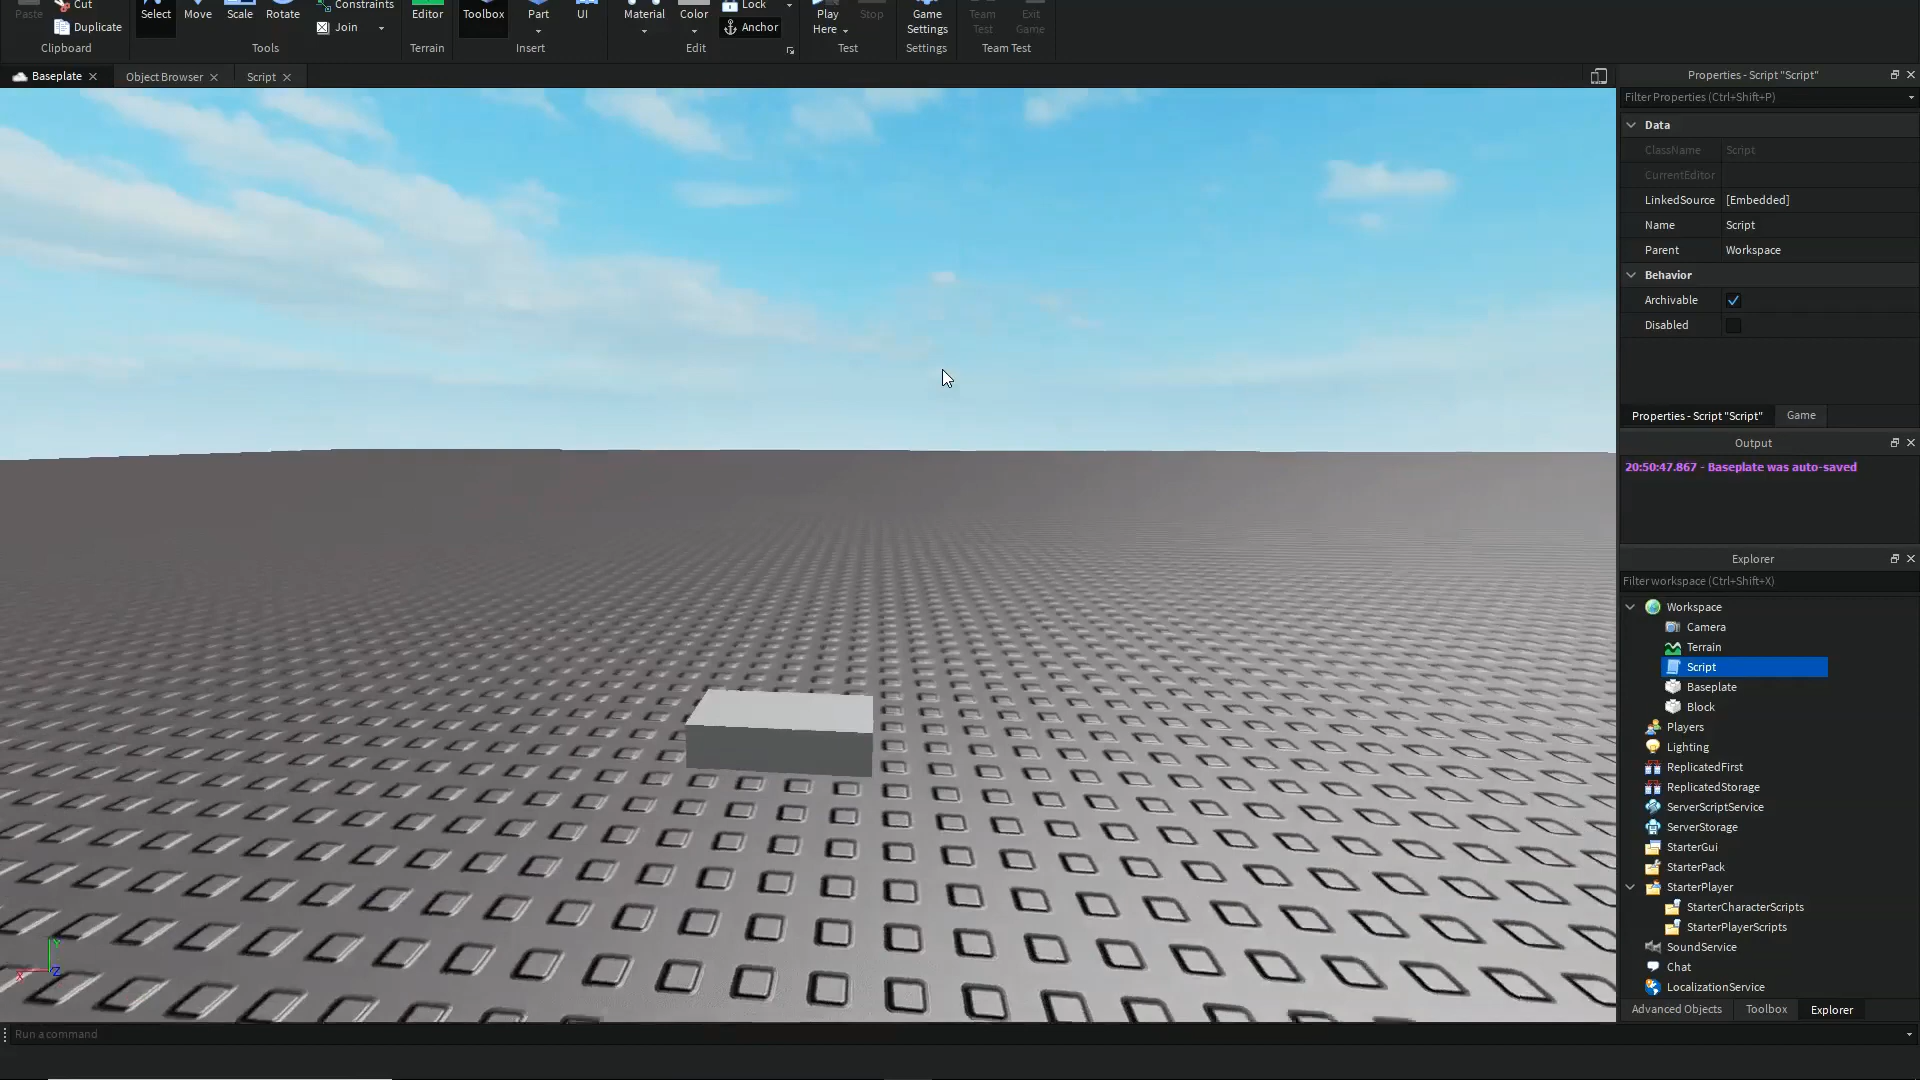 Cut
Constraints
Lock
Paste
Duplicate
Select
Move
Scale
Rotate
Join
Editor
Toolbox
Part
UI
Material
Color
Anchor
Play
Here
Stop
Game
Settings
Team
Test
Exit
Game
Clipboard
Tools
Terrain
Insert
Edit
Test
Settings
Team Test
Baseplate
Object Browser
Script
Properties - Script "Script"
Filter Properties (Ctrl+Shift+P)
Data
ClassName Script
CurrentEditor
LinkedSource [Embedded]
Name Script
Parent Workspace
Behavior
Archivable
Disabled
Properties - Script "Script" Game
Output
20:50:47.867 - Baseplate was auto-saved
Explorer
Filter workspace (Ctrl+Shift+X)
Workspace
Camera
Terrain
Script
Baseplate
Block
Players
Lighting
ReplicatedFirst
ReplicatedStorage
ServerScriptService
ServerStorage
StarterGui
StarterPack
StarterPlayer
StarterCharacterScripts
StarterPlayerScripts
SoundService
Chat
LocalizationService
Advanced Objects Toolbox Explorer
Y
X
Z
Run a command